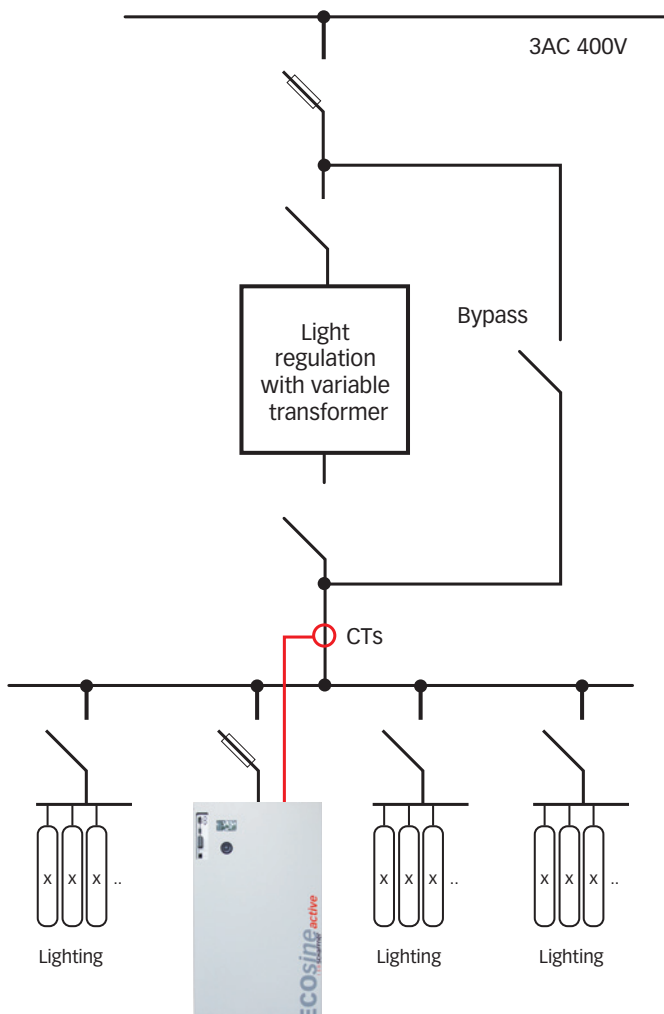 3AC 400V
Bypass
Light
regulation
with variable
transformer
CTs
x x x ..
x x x ..
x x x ..
ECOsine active
Lighting
Lighting
Lighting